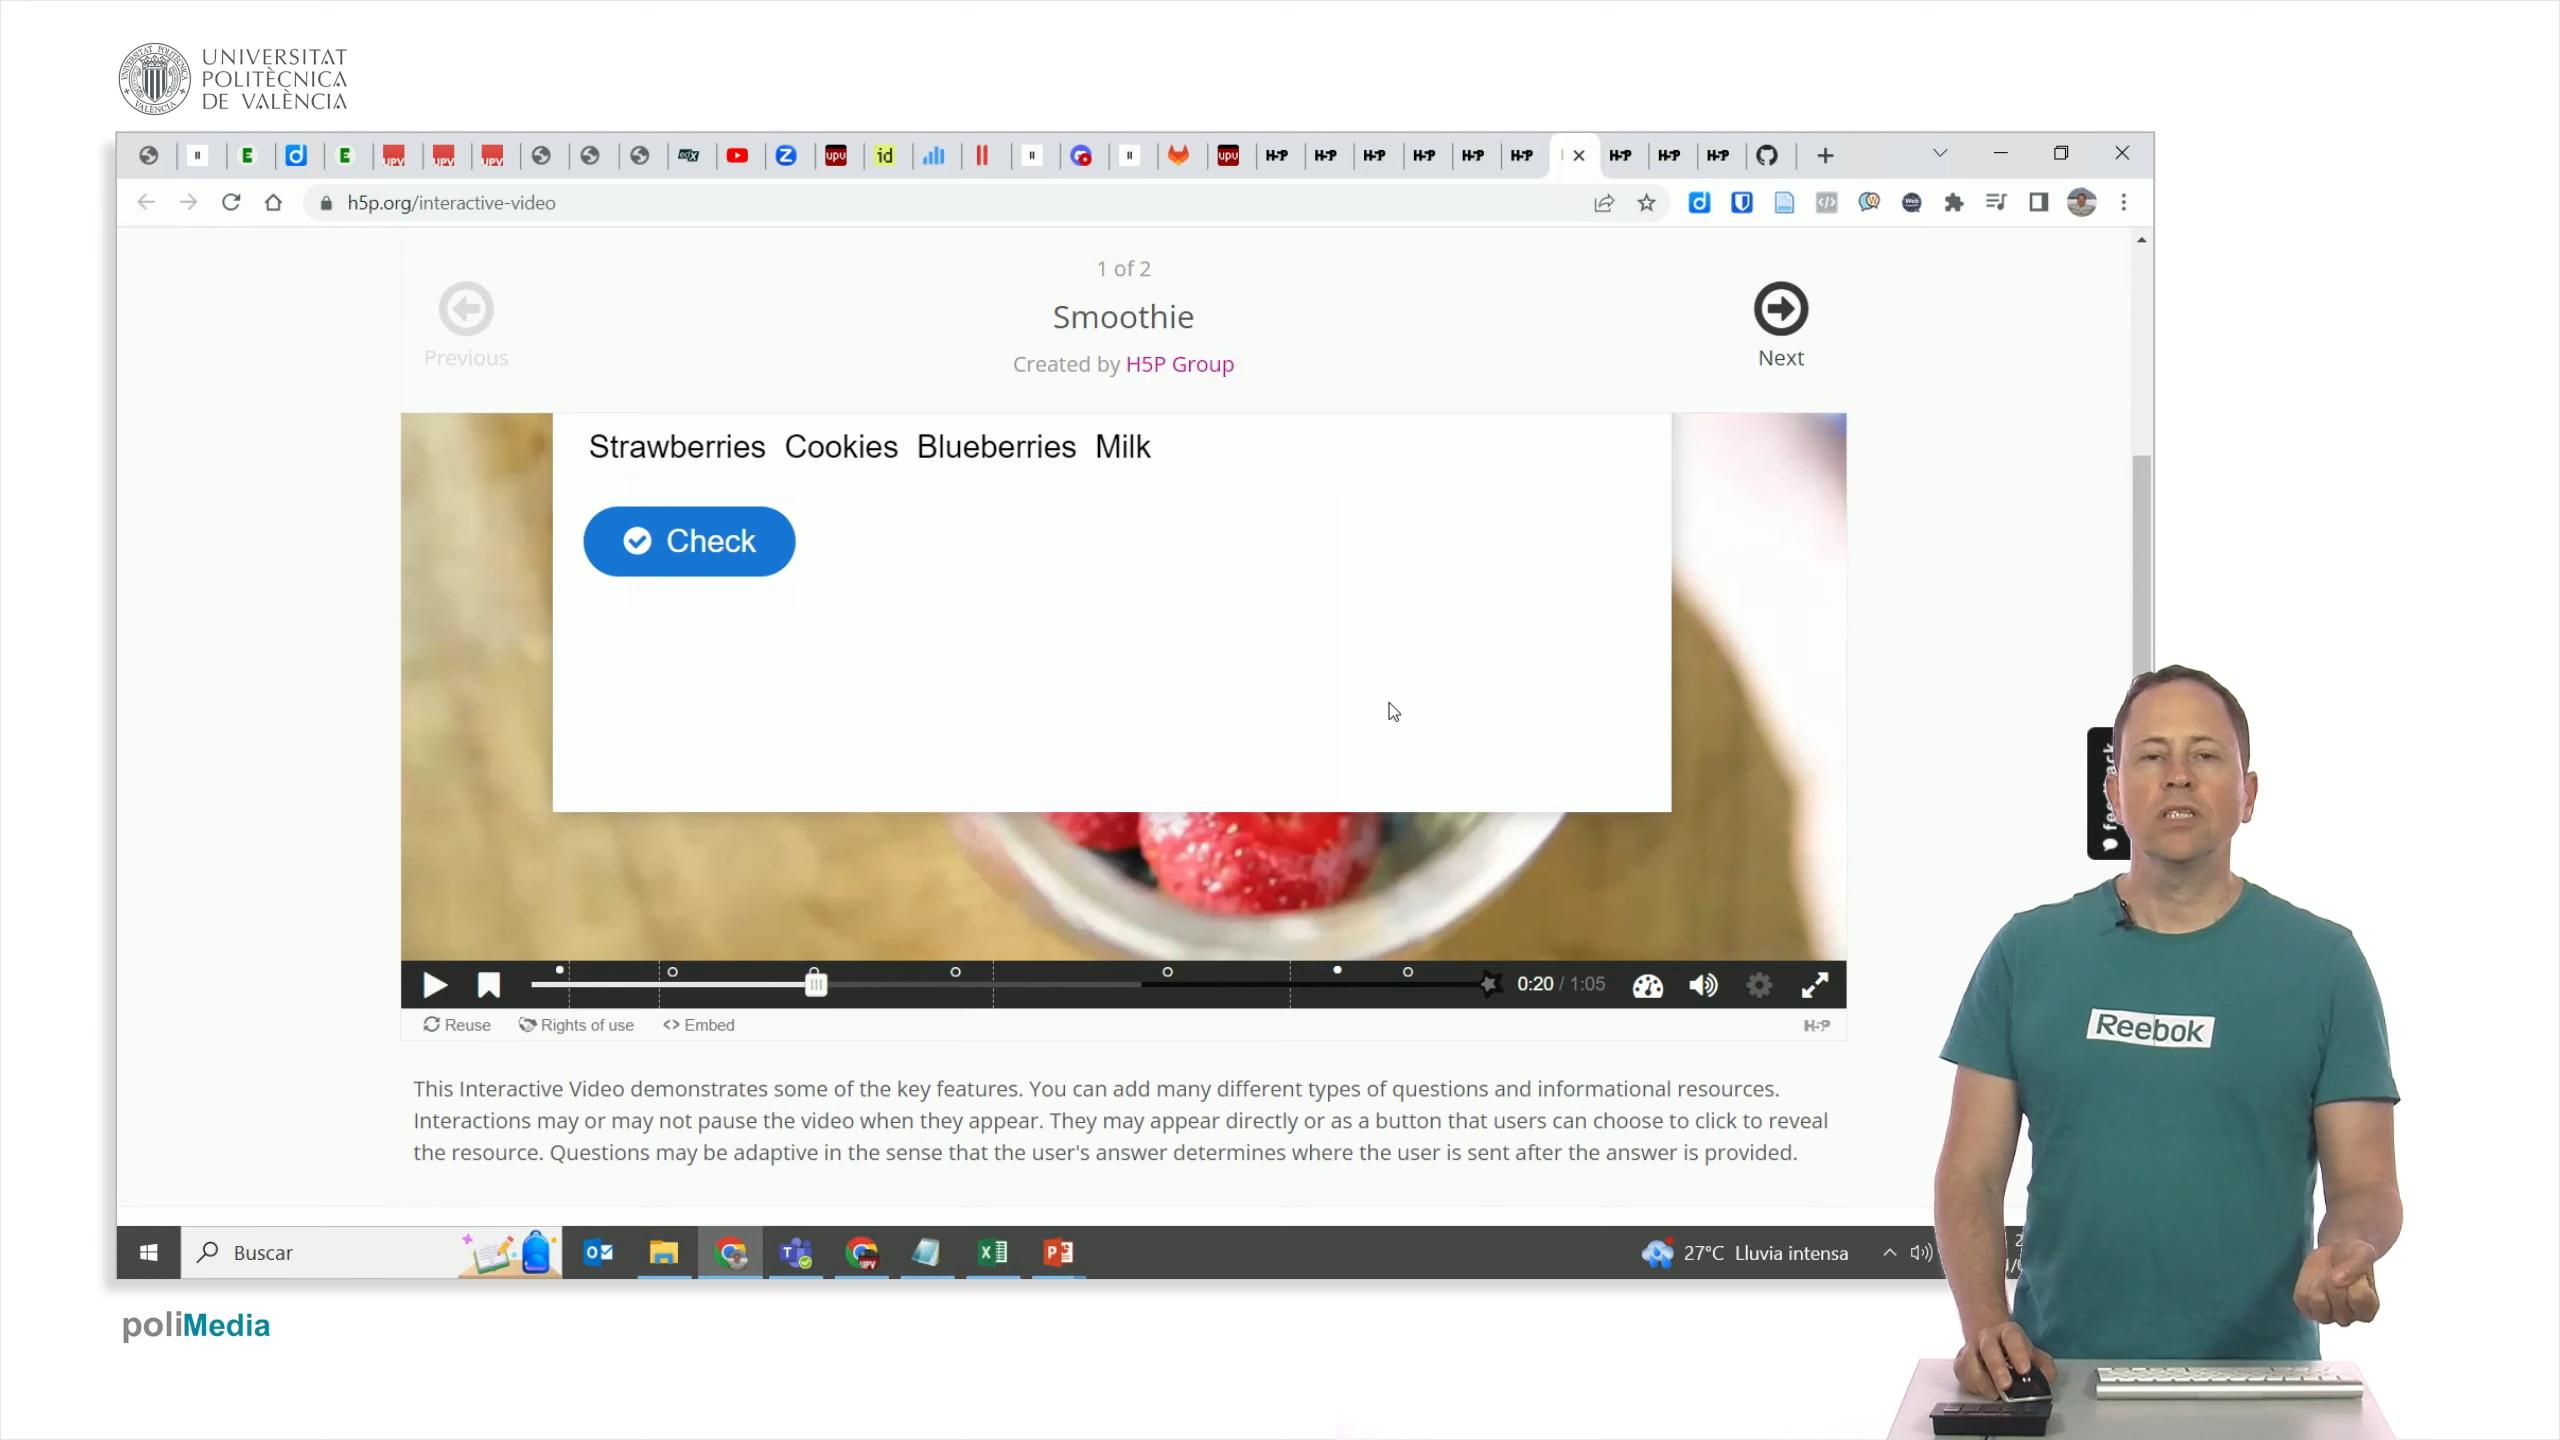 UNIVERSITAT
POLITÈCNICA
DE VALÈNCIA
h5p.org/interactive-video
1 of 2
Smoothie
Previous
Next
Created by H5P Group
Strawberries Cookies Blueberries Milk
Check
0:20 / 1:05
Reuse Rights of use <> Embed
H5P
This Interactive Video demonstrates some of the key features. You can add many different types of questions and informational resources.
Interactions may or may not pause the video when they appear. They may appear directly or as a button that users can choose to click to reveal
the resource. Questions may be adaptive in the sense that the user's answer determines where the user is sent after the answer is provided.
Reebok
Buscar
27°C Lluvia intensa
poliMedia